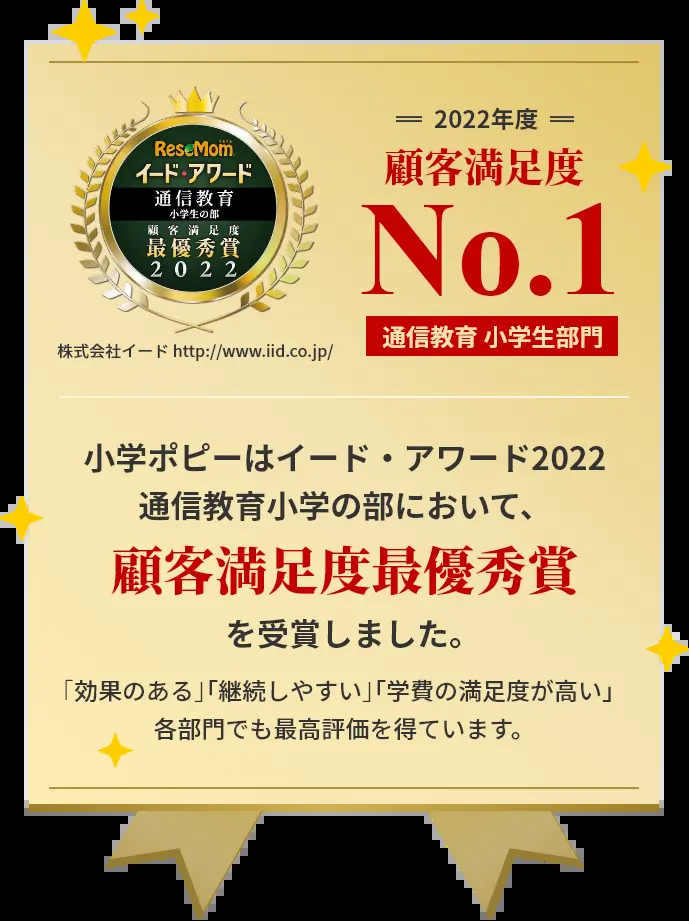 ReseMom
イード・アワード
通信教育
小学生の部
顧客満足度
最優秀賞
2022
株式会社イード http://www.iid.co.jp/
2022年度
顧客満足度
No.1
通信教育 小学生部門
小学ポピーはイード・アワード2022
通信教育小学の部において、
顧客満足度最優秀賞
を受賞しました。
「効果のある」「継続しやすい」「学費の満足度が高い」
各部門でも最高評価を得ています。